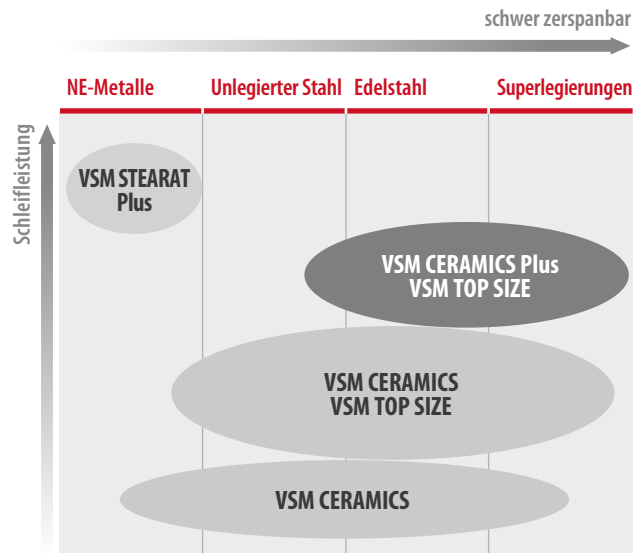 schwer zerspanbar
NE-Metalle
Unlegierter Stahl
Edelstahl
Superlegierungen
Schleifleistung
VSM STEARAT
Plus
VSM CERAMICS Plus
VSM TOP SIZE
VSM CERAMICS
VSM TOP SIZE
VSM CERAMICS